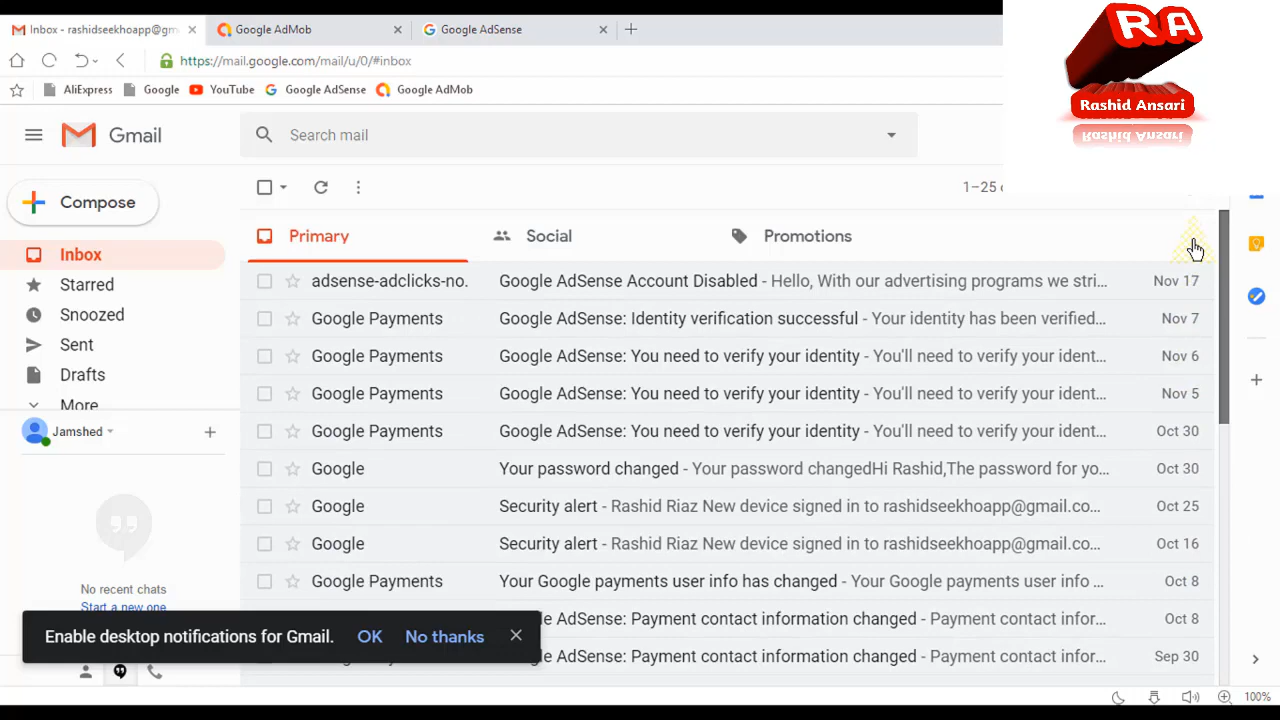 Inbox - rashidseekhoapp@gm
Google AdMob
Google AdSense
https://mail.google.com/mail/u/0/#inbox
AliExpress
Google
YouTube
Google AdSense
Google AdMob
RA
Rashid Ansari
Rashid Ansari
Gmail
Search mail
Compose
1–25
Inbox
Starred
Snoozed
Sent
Drafts
More
Jamshed
No recent chats
Start a new one
Primary
Social
Promotions
adsense-adclicks-no. Google AdSense Account Disabled - Hello, With our advertising programs we stri... Nov 17
Google Payments Google AdSense: Identity verification successful - Your identity has been verified... Nov 7
Google Payments Google AdSense: You need to verify your identity - You'll need to verify your ident... Nov 6
Google Payments Google AdSense: You need to verify your identity - You'll need to verify your ident... Nov 5
Google Payments Google AdSense: You need to verify your identity - You'll need to verify your ident... Oct 30
Google Your password changed - Your password changedHi Rashid,The password for yo... Oct 30
Google Security alert - Rashid Riaz New device signed in to rashidseekhoapp@gmail.co... Oct 25
Google Security alert - Rashid Riaz New device signed in to rashidseekhoapp@gmail.co... Oct 16
Google Payments Your Google payments user info has changed - Your Google payments user info ... Oct 8
AdSense: Payment contact information changed - Payment contact infor... Oct 8
AdSense: Payment contact information changed - Payment contact infor... Sep 30
Enable desktop notifications for Gmail. OK No thanks
100%